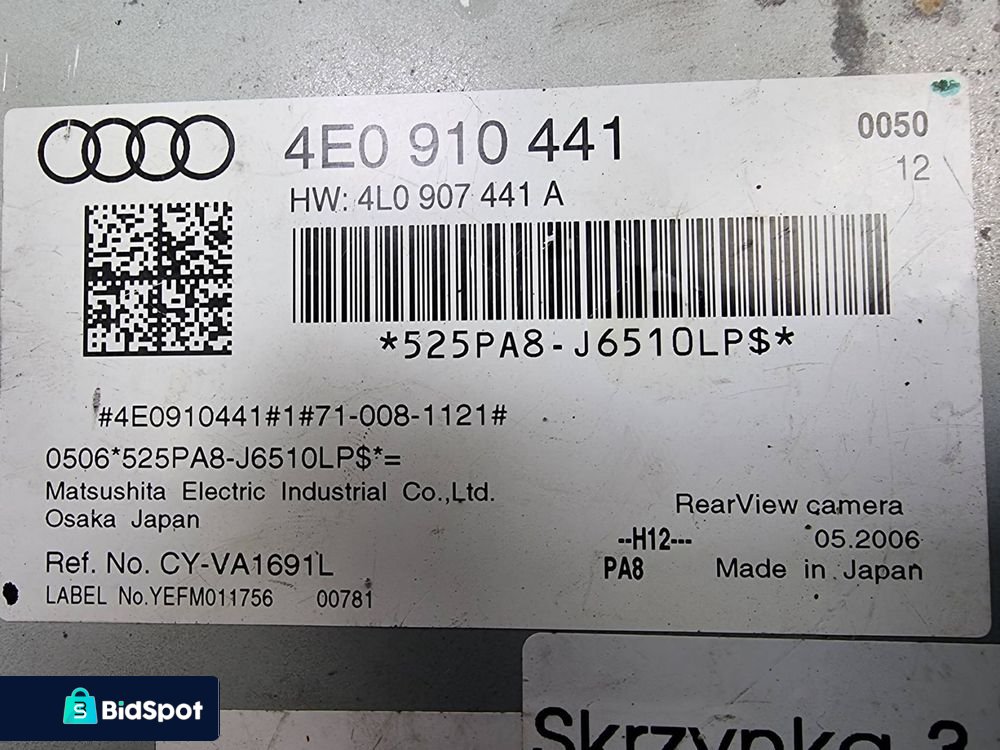 4E0 910 441
0050
12
HW: 4L0 907 441 A
*525PA8-J6510LP$*
#4E0910441#1#71-008-1121#
0506*525PA8-J6510LP$*=
Matsushita Electric Industrial Co.,Ltd.
Osaka Japan
RearView camera
--H12---
05.2006
Ref. No. CY-VA1691L
PA8
Made in Japan
LABEL No.YEFM011756 00781
BidSpot
Skrzynka 3